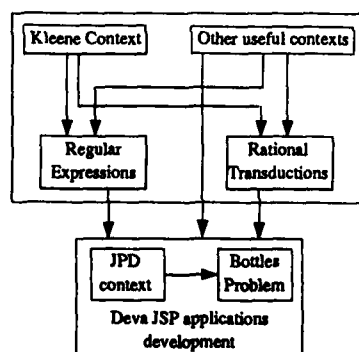 Kleene Context
Other useful contexts
Regular
Expressions
Rational
Transductions
JPD
context
Bottles
Problem
Deva JSP applications
development